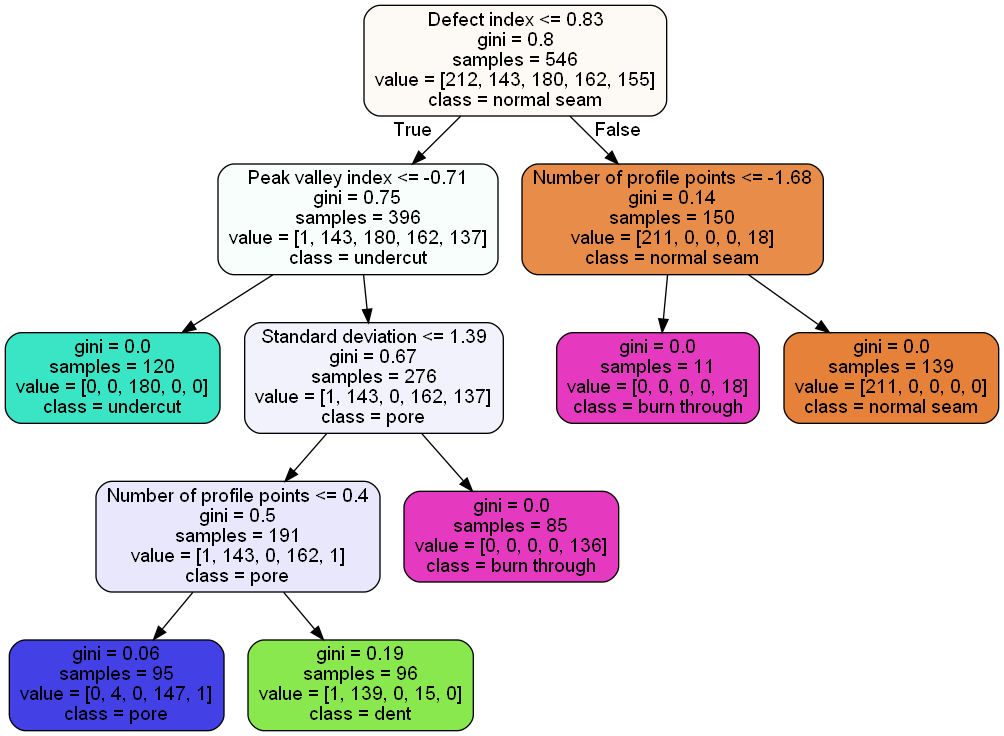 Defect index <= 0.83
gini = 0.8
samples = 546
value = [212, 143, 180, 162, 155]
class = normal seam
True
False
Peak valley index <= -0.71
gini = 0.75
samples = 396
value = [1, 143, 180, 162, 137]
class = undercut
Number of profile points <= -1.68
gini = 0.14
samples = 150
value = [211, 0, 0, 0, 18]
class = normal seam
gini = 0.0
samples = 120
value = [0, 0, 180, 0, 0]
class = undercut
Standard deviation <= 1.39
gini = 0.67
samples = 276
value = [1, 143, 0, 162, 137]
class = pore
gini = 0.0
samples = 11
value = [0, 0, 0, 0, 18]
class = burn through
gini = 0.0
samples = 139
value = [211, 0, 0, 0, 0]
class = normal seam
Number of profile points <= 0.4
gini = 0.5
samples = 191
value = [1, 143, 0, 162, 1]
class = pore
gini = 0.0
samples = 85
value = [0, 0, 0, 0, 136]
class = burn through
gini = 0.06
samples = 95
value = [0, 4, 0, 147, 1]
class = pore
gini = 0.19
samples = 96
value = [1, 139, 0, 15, 0]
class = dent